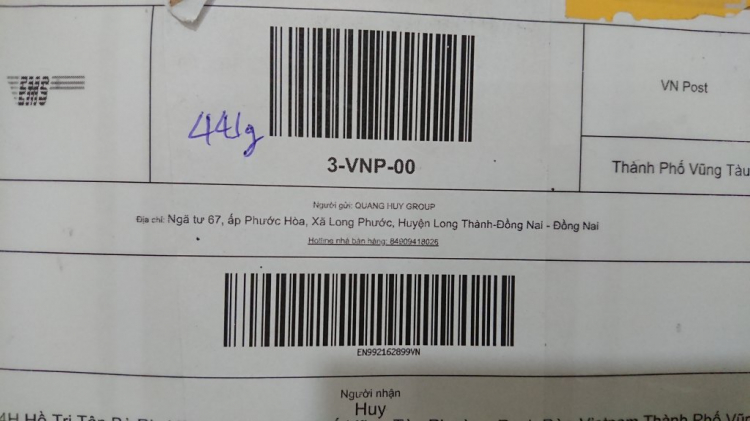 EMS
VN Post
441g
3-VNP-00
Thành Phố Vũng Tàu
Người gửi: QUANG HUY GROUP
Địa chỉ: Ngã tư 67, ấp Phước Hòa, Xã Long Phước, Huyện Long Thành-Đồng Nai - Đồng Nai
Hotline nhà bán hàng: 84909418026
EN992162899VN
Người nhận
Huy